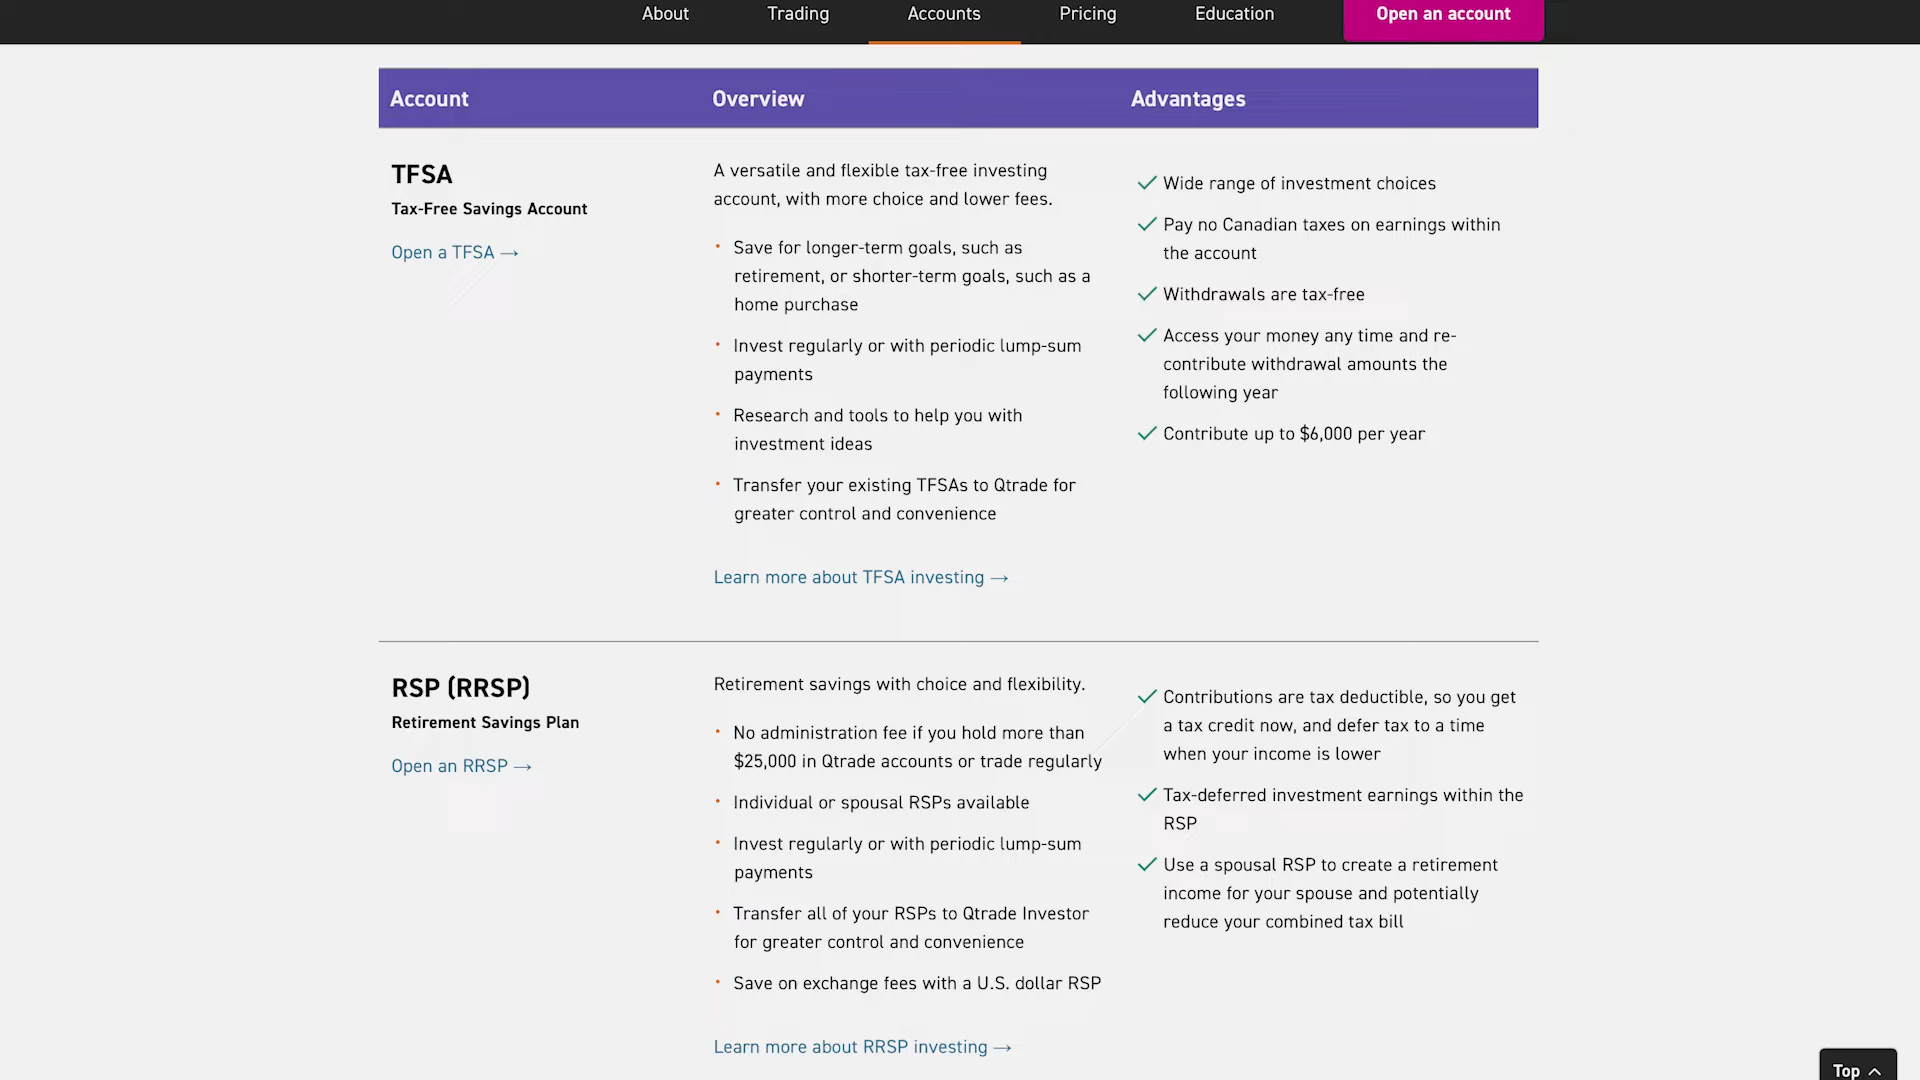 About Trading Accounts Pricing Education Open an account
Account Overview Advantages
TFSA
Tax-Free Savings Account
Open a TFSA →
A versatile and flexible tax-free investing
account, with more choice and lower fees.
• Save for longer-term goals, such as
retirement, or shorter-term goals, such as a
home purchase
• Invest regularly or with periodic lump-sum
payments
• Research and tools to help you with
investment ideas
• Transfer your existing TFSAs to Qtrade for
greater control and convenience
Learn more about TFSA investing →
✓ Wide range of investment choices
✓ Pay no Canadian taxes on earnings within
the account
✓ Withdrawals are tax-free
✓ Access your money any time and re-
contribute withdrawal amounts the
following year
✓ Contribute up to $6,000 per year
RSP (RRSP)
Retirement Savings Plan
Open an RRSP →
Retirement savings with choice and flexibility.
• No administration fee if you hold more than
$25,000 in Qtrade accounts or trade regularly
• Individual or spousal RSPs available
• Invest regularly or with periodic lump-sum
payments
• Transfer all of your RSPs to Qtrade Investor
for greater control and convenience
• Save on exchange fees with a U.S. dollar RSP
Learn more about RRSP investing →
✓ Contributions are tax deductible, so you get
a tax credit now, and defer tax to a time
when your income is lower
✓ Tax-deferred investment earnings within the
RSP
✓ Use a spousal RSP to create a retirement
income for your spouse and potentially
reduce your combined tax bill
Top